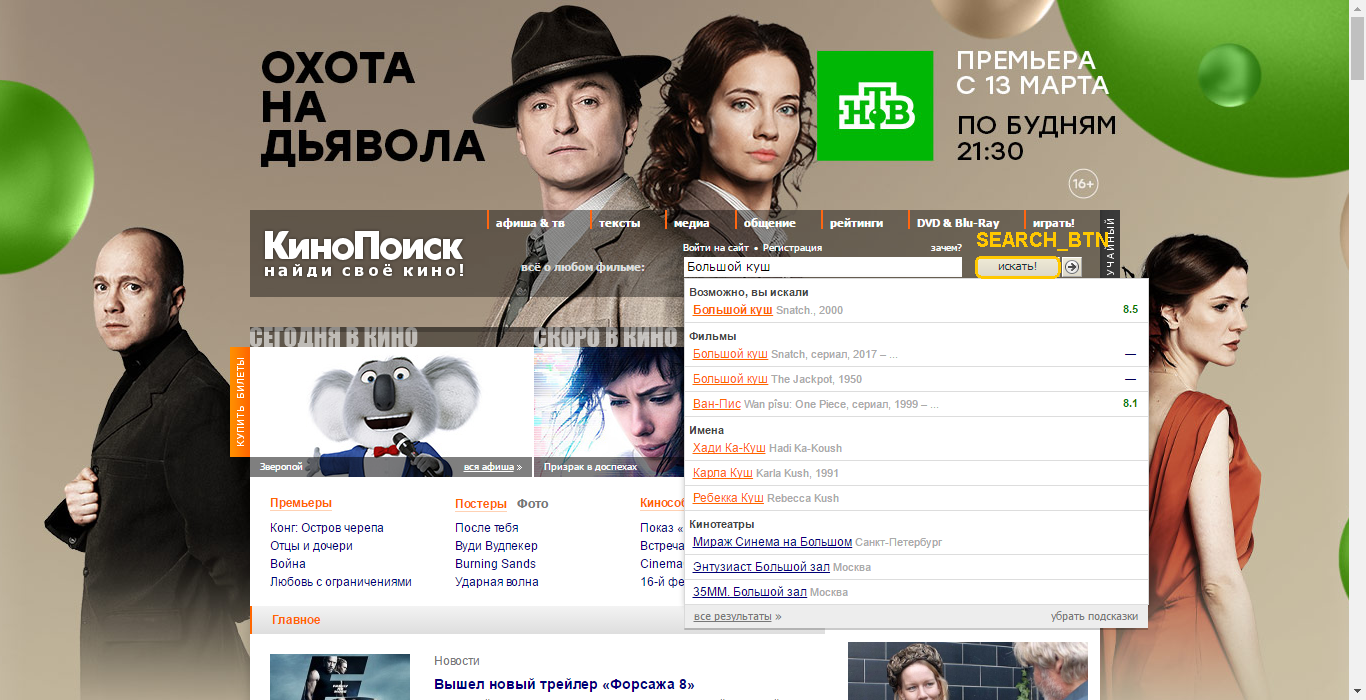 ОХОТА
НА
ДЬЯВОЛА
НТВ
ПРЕМЬЕРА
С 13 МАРТА
ПО БУДНЯМ
21:30
16+
афиша & тв тексты медиа общение рейтинги DVD & Blu-Ray играть!
КиноПоиск
найди своё кино!
Войти на сайт • Регистрация зачем?
SEARCH_BTN
всё о любом фильме: Большой куш искать!
УЧАЙНЫЙ
Возможно, вы искали
Большой куш Snatch., 2000 8.5
Фильмы
Большой куш Snatch, сериал, 2017 – ... —
Большой куш The Jackpot, 1950 —
Ван-Пис Wan pîsu: One Piece, сериал, 1999 – ... 8.1
Имена
Хади Ка-Куш Hadi Ka-Koush
Карла Куш Karla Kush, 1991
Ребекка Куш Rebecca Kush
Кинотеатры
Мираж Синема на Большом Санкт-Петербург
Энтузиаст. Большой зал Москва
35ММ. Большой зал Москва
все результаты » убрать подсказки
СЕГОДНЯ В КИНО СКОРО В КИНО
КУПИТЬ БИЛЕТЫ
Зверопой вся афиша » Призрак в доспехах
Премьеры
Конг: Остров черепа
Отцы и дочери
Война
Любовь с ограничениями
Постеры Фото
После тебя
Вуди Вудпекер
Burning Sands
Ударная волна
Кинособ
Показ «
Встреча
Cinema
16-й фе
Главное
Новости
Вышел новый трейлер «Форсажа 8»